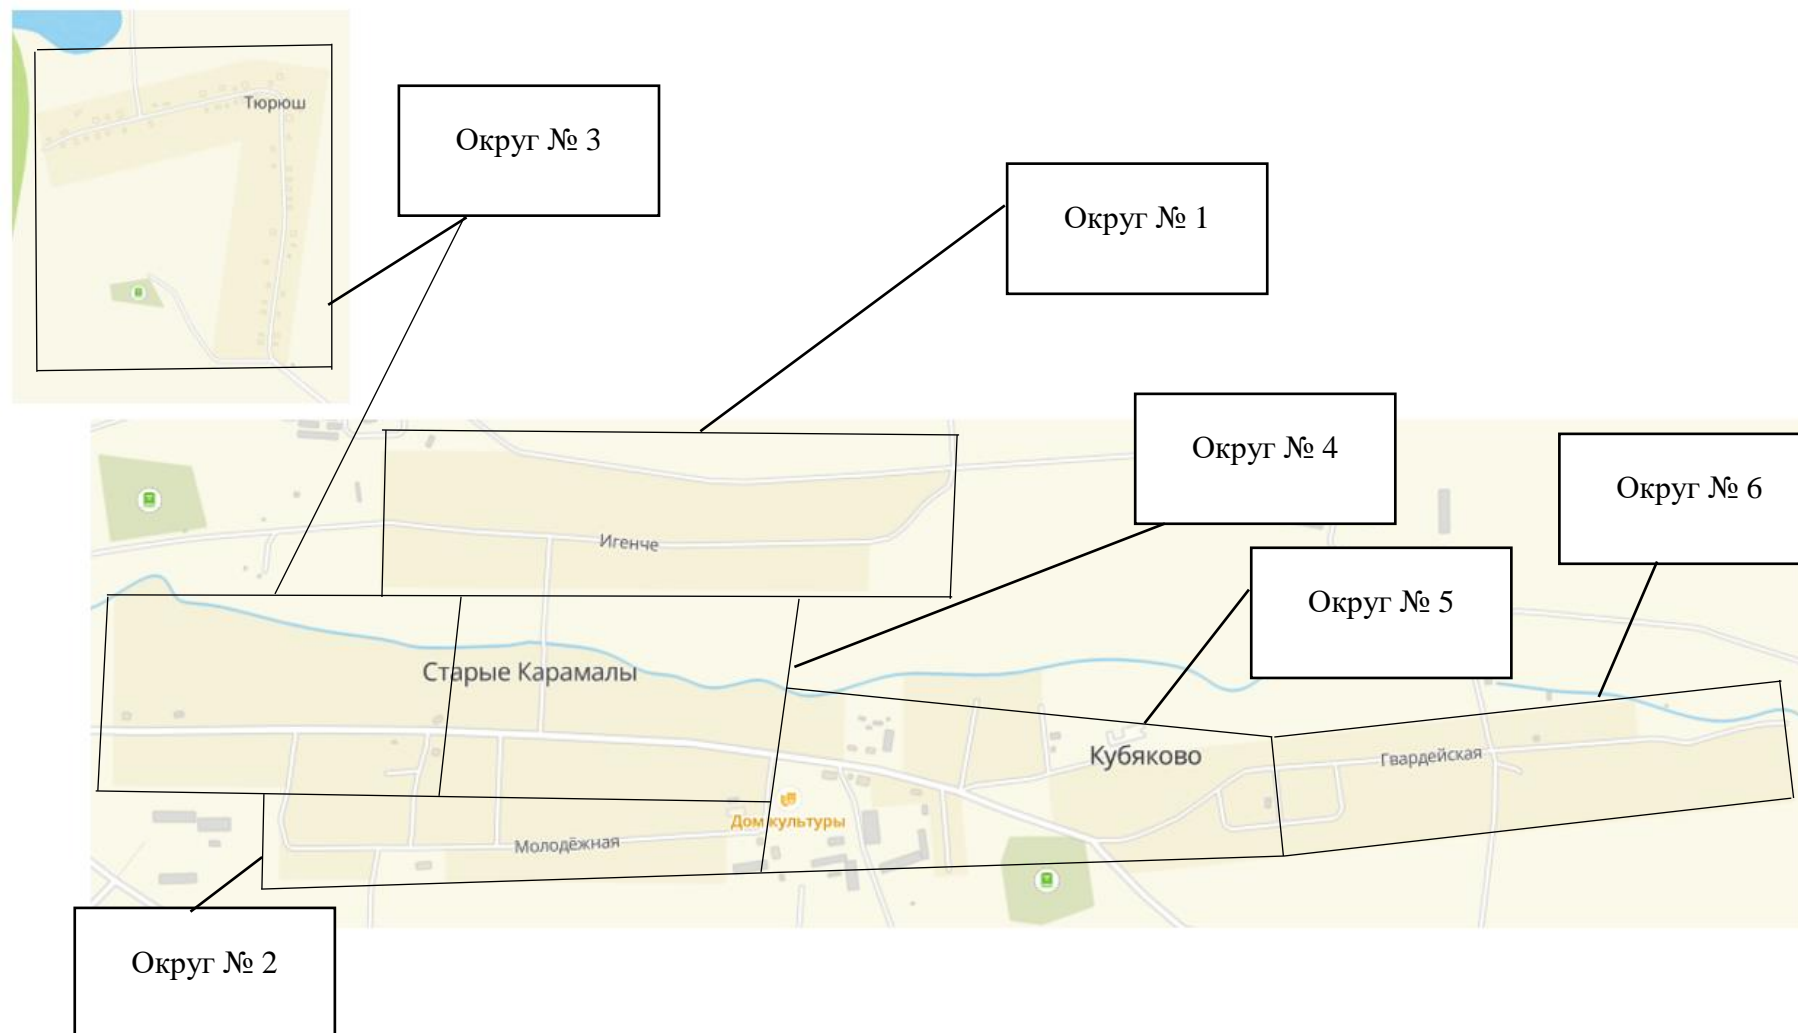 Тюрюш
Округ № 3
Округ № 1
Округ № 4
Округ № 6
Игенче
Округ № 5
Старые Карамалы
Кубяково
Гвардейская
Дом культуры
Молодёжная
Округ № 2